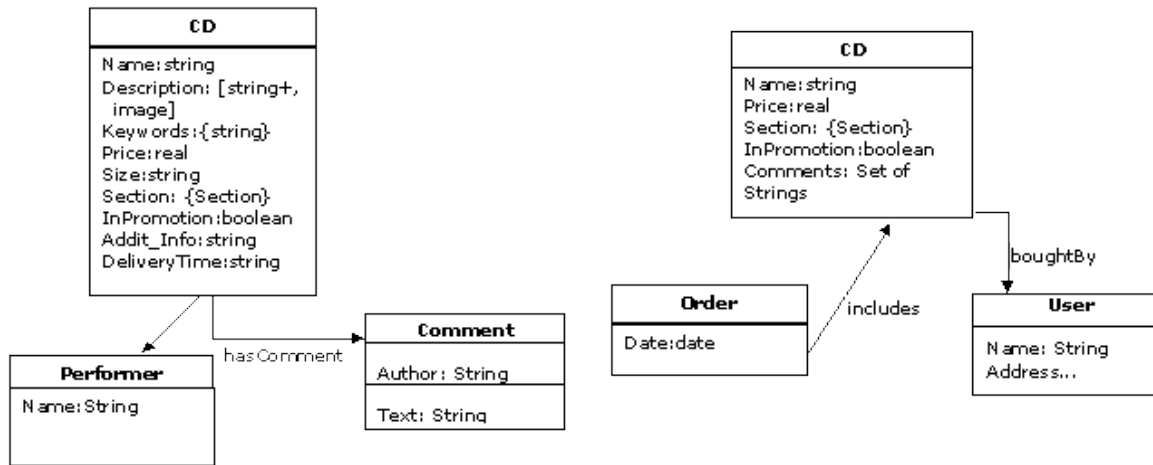 CD
Name:string
Description: [string+,
image]
Keywords:{string}
Price:real
Size:string
Section: {Section}
InPromotion:boolean
Addit_Info:string
DeliveryTime:string
hasComment
Performer
Name:String
Comment
Author: String
Text: String
CD
Name:string
Price:real
Section: {Section}
InPromotion:boolean
Comments: Set of
Strings
boughtBy
includes
Order
Date:date
User
Name: String
Address...